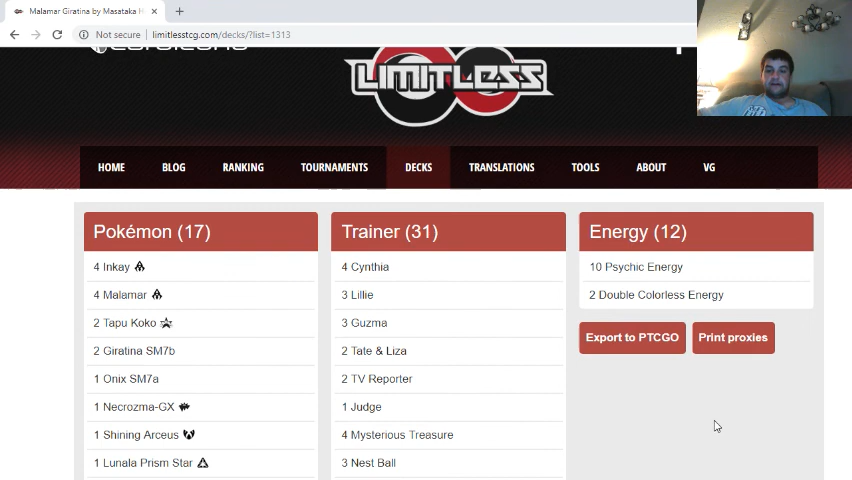 Malamar Giratina by Masataka H
Not secure | limitlesstcg.com/decks/?list=1313
LIMITLESS
HOME BLOG RANKING TOURNAMENTS DECKS TRANSLATIONS TOOLS ABOUT VG
Pokémon (17)
4 Inkay
4 Malamar
2 Tapu Koko
2 Giratina SM7b
1 Onix SM7a
1 Necrozma-GX
1 Shining Arceus
1 Lunala Prism Star
Trainer (31)
4 Cynthia
3 Lillie
3 Guzma
2 Tate & Liza
2 TV Reporter
1 Judge
4 Mysterious Treasure
3 Nest Ball
Energy (12)
10 Psychic Energy
2 Double Colorless Energy
Export to PTCGO
Print proxies